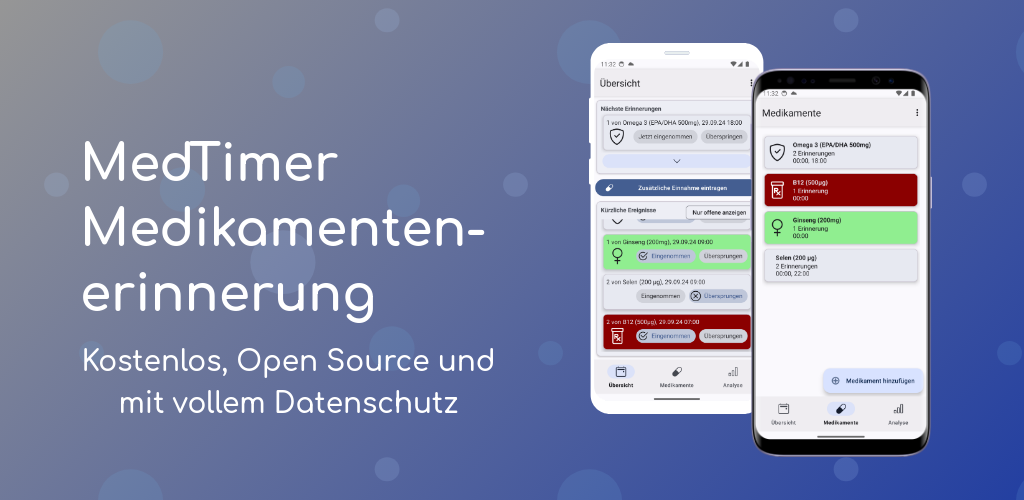 MedTimer
Medikamenten-
erinnerung
Kostenlos, Open Source und
mit vollem Datenschutz
11:32
Übersicht
Nächste Erinnerungen
1 von Omega 3 (EPA/DHA 500mg), 29.09.24 18:00
Jetzt eingenommen Überspringen
Zusätzliche Einnahme eintragen
Kürzliche Ereignisse Nur offene anzeigen
1 von Ginseng (200mg), 29.09.24 09:00
Eingenommen Übersprungen
2 von Selen (200 µg), 29.09.24 09:00
Eingenommen Übersprungen
2 von B12 (500µg), 29.09.24 07:00
Eingenommen Übersprungen
Übersicht Medikamente Analyse
11:32
Medikamente
Omega 3 (EPA/DHA 500mg)
2 Erinnerungen
00:00, 18:00
B12 (500µg)
1 Erinnerung
00:00
Ginseng (200mg)
1 Erinnerung
00:00
Selen (200 µg)
2 Erinnerungen
00:00, 22:00
Medikament hinzufügen
Übersicht Medikamente Analyse